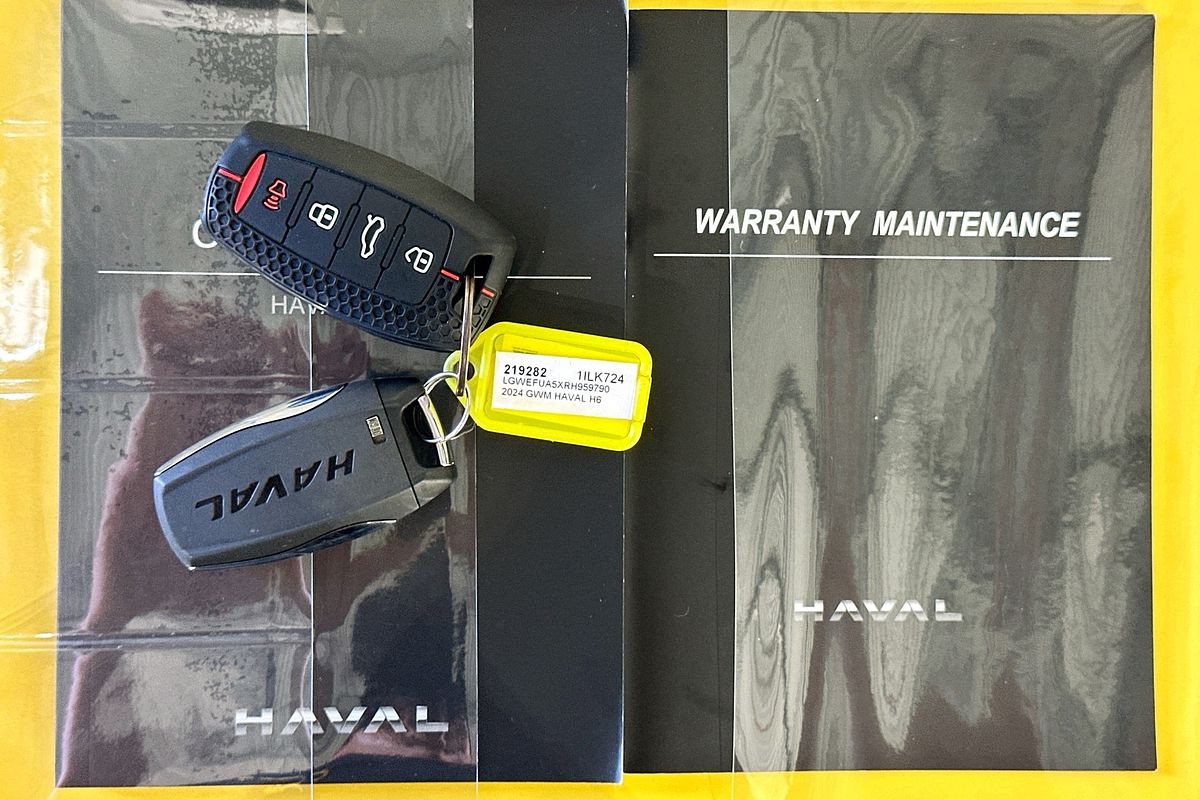 WARRANTY MAINTENANCE
219282 1ILK724
LGWEFUA5XRH959790
2024 GWM HAVAL H6
HAVAL
HAVAL
HAVAL